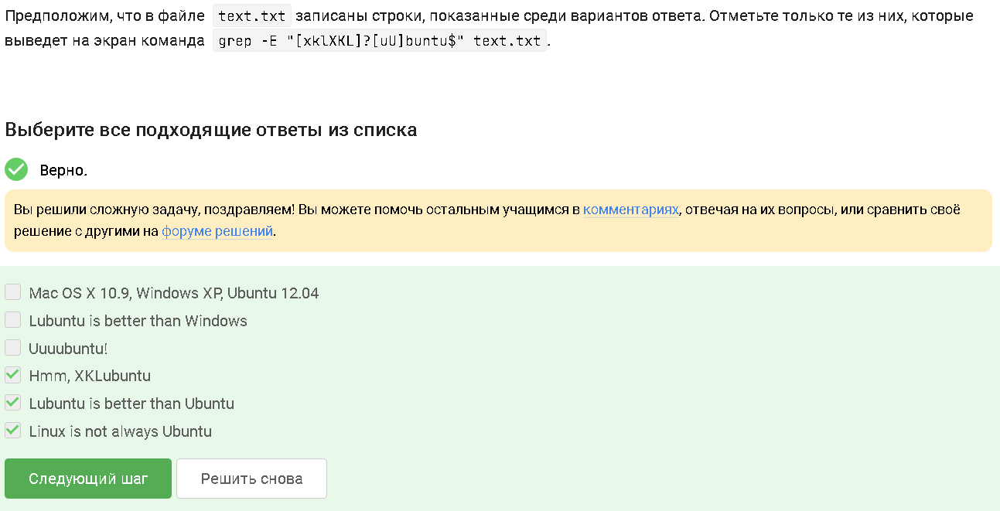 Предположим, что в файле text.txt записаны строки, показанные среди вариантов ответа. Отметьте только те из них, которые
выведет на экран команда grep -E "[xklXKL]?[uU]buntu$" text.txt.
Выберите все подходящие ответы из списка
Верно.
Вы решили сложную задачу, поздравляем! Вы можете помочь остальным учащимся в комментариях, отвечая на их вопросы, или сравнить своё
решение с другими на форуме решений.
Mac OS X 10.9, Windows XP, Ubuntu 12.04
Lubuntu is better than Windows
Uuuubuntu!
Hmm, XKLubuntu
Lubuntu is better than Ubuntu
Linux is not always Ubuntu
Следующий шаг Решить снова